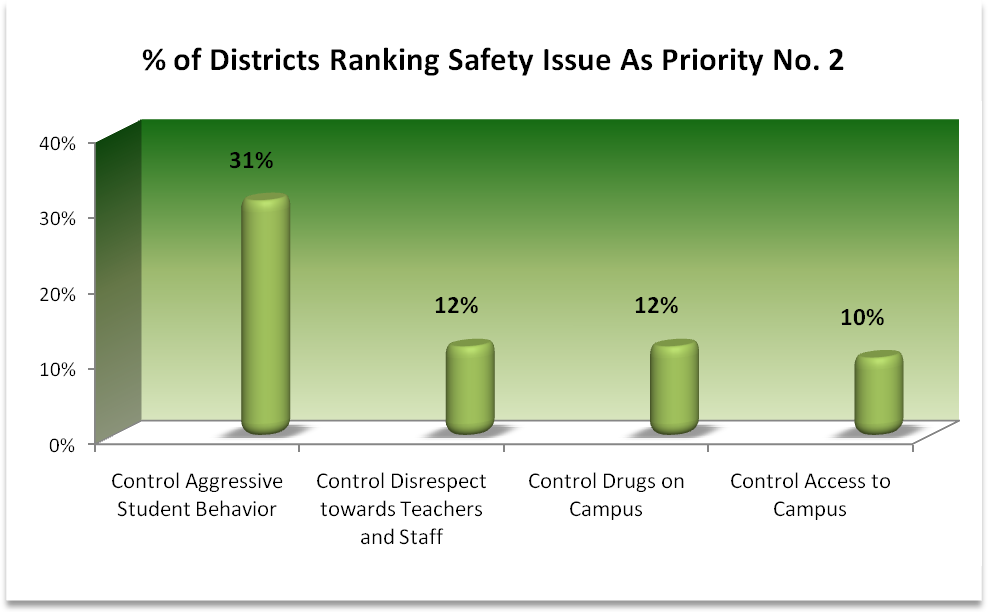 % of Districts Ranking Safety Issue As Priority No. 2
40%
30%
20%
10%
0%
31%
12%
12%
10%
Control Aggressive
Student Behavior
Control Disrespect
towards Teachers
and Staff
Control Drugs on
Campus
Control Access to
Campus